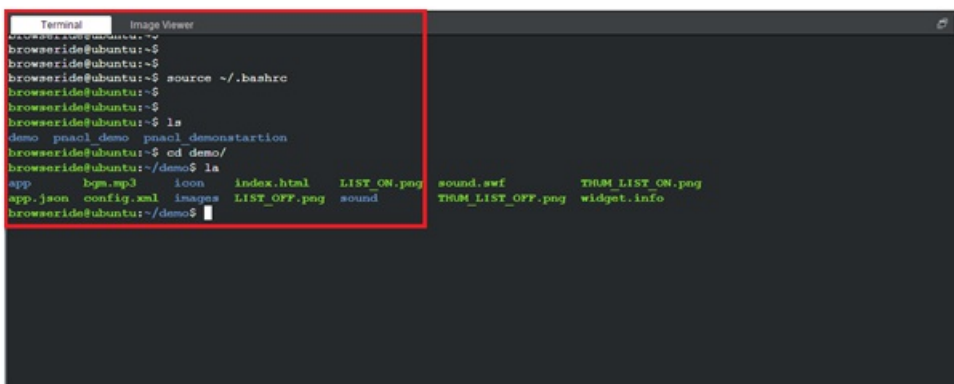 Terminal Image Viewer
browseride@ubuntu:~$
browseride@ubuntu:~$
browseride@ubuntu:~$
browseride@ubuntu:~$ source ~/.bashrc
browseride@ubuntu:~$
browseride@ubuntu:~$
browseride@ubuntu:~$ ls
demo pnacl_demo pnacl_demonstartion
browseride@ubuntu:~$ cd demo/
browseride@ubuntu:~/demo$ la
app bgm.mp3 icon index.html LIST_ON.png sound.swf THUM_LIST_ON.png
app.json config.xml images LIST_OFF.png sound THUM_LIST_OFF.png widget.info
browseride@ubuntu:~/demo$